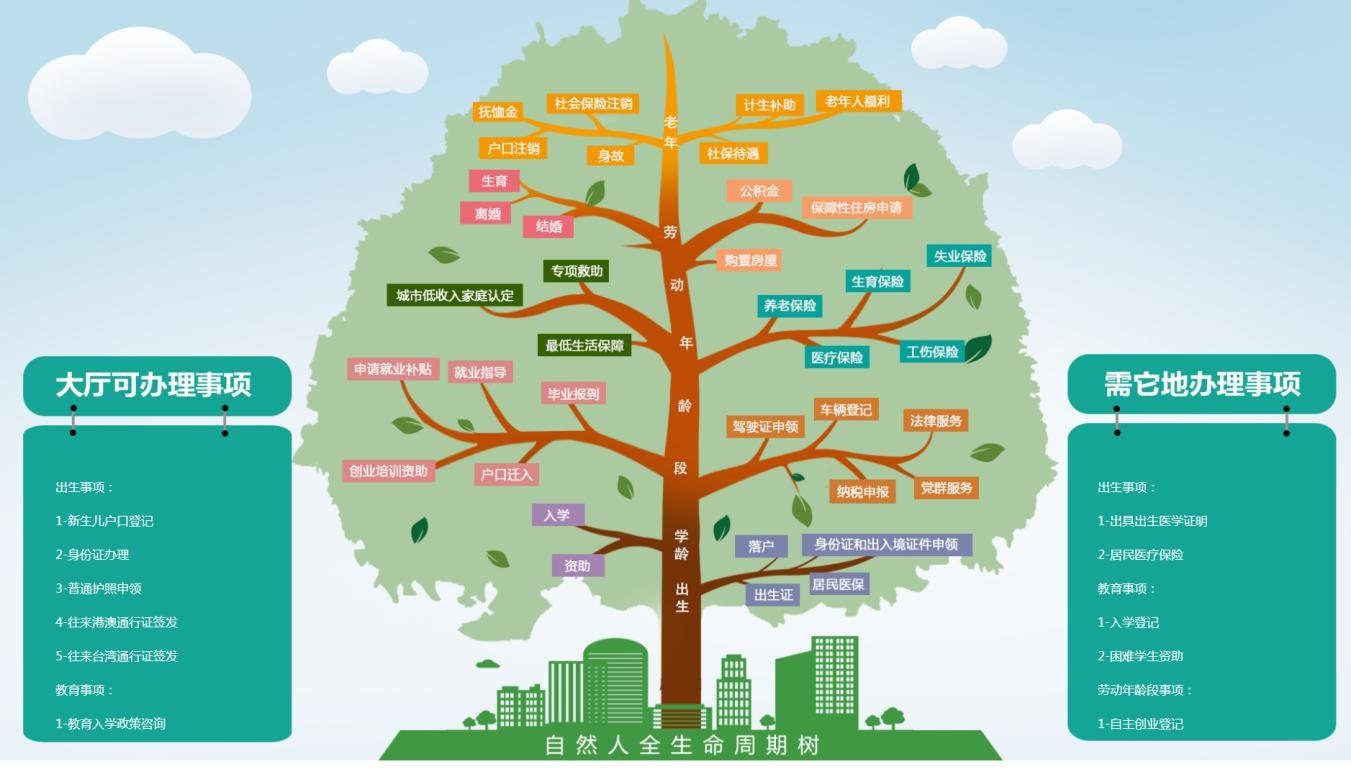 抚恤金
社会保险注销
计生补助
老年人福利
老年
户口注销
身故
社保待遇
生育
离婚
结婚
公积金
保障性住房申请
购置房屋
劳动年龄段
专项救助
城市低收入家庭认定
最低生活保障
失业保险
生育保险
养老保险
医疗保险
工伤保险
申请就业补贴
就业指导
毕业报到
创业培训资助
户口迁入
驾驶证申领
车辆登记
法律服务
纳税申报
党群服务
入学
资助
学龄
落户
身份证和出入境证件申领
出生证
居民医保
出生
自然人全生命周期树
大厅可办理事项
出生事项：
1-新生儿户口登记
2-身份证办理
3-普通护照申领
4-往来港澳通行证签发
5-往来台湾通行证签发
教育事项：
1-教育入学政策咨询
需它地办理事项
出生事项：
1-出具出生医学证明
2-居民医疗保险
教育事项：
1-入学登记
2-困难学生资助
劳动年龄段事项：
1-自主创业登记